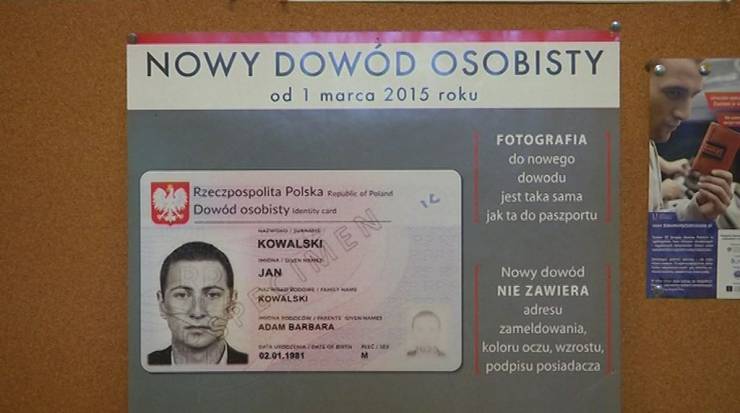 NOWY DOWÓD OSOBISTY
od 1 marca 2015 roku
FOTOGRAFIA
do nowego
dowodu
jest taka sama
jak ta do paszportu
Rzeczpospolita Polska Republic of Poland
Dowód osobisty Identity card
NAZWISKO / SURNAME
KOWALSKI
IMIONA / GIVEN NAMES
JAN
NAZWISKO RODOWE / FAMILY NAME
KOWALSKI
IMIONA RODZICÓW / PARENTS' GIVEN NAMES
ADAM BARBARA
DATA URODZENIA / DATE OF BIRTH PŁEĆ / SEX
02.01.1981 M
SPECIMEN
Nowy dowód
NIE ZAWIERA
adresu
zameldowania,
koloru oczu, wzrostu,
podpisu posiadacza